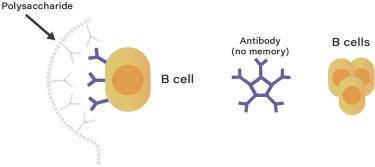 Polysaccharide
B cell
Antibody
(no memory)
B cells